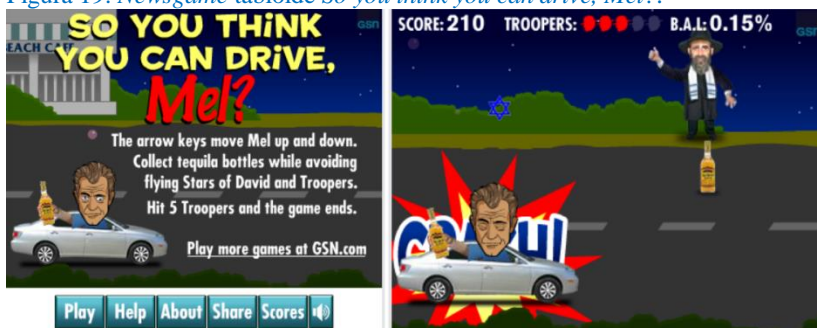 Figura 19. Newsgame tabloide So you think you can drive, Mel??
SO YOU THINK
YOU CAN DRIVE,
Mel?
GSN
BEACH CAFE
The arrow keys move Mel up and down.
Collect tequila bottles while avoiding
flying Stars of David and Troopers.
Hit 5 Troopers and the game ends.
Play more games at GSN.com
Play Help About Share Scores
SCORE: 210 TROOPERS: B.A.L: 0.15%
GSN